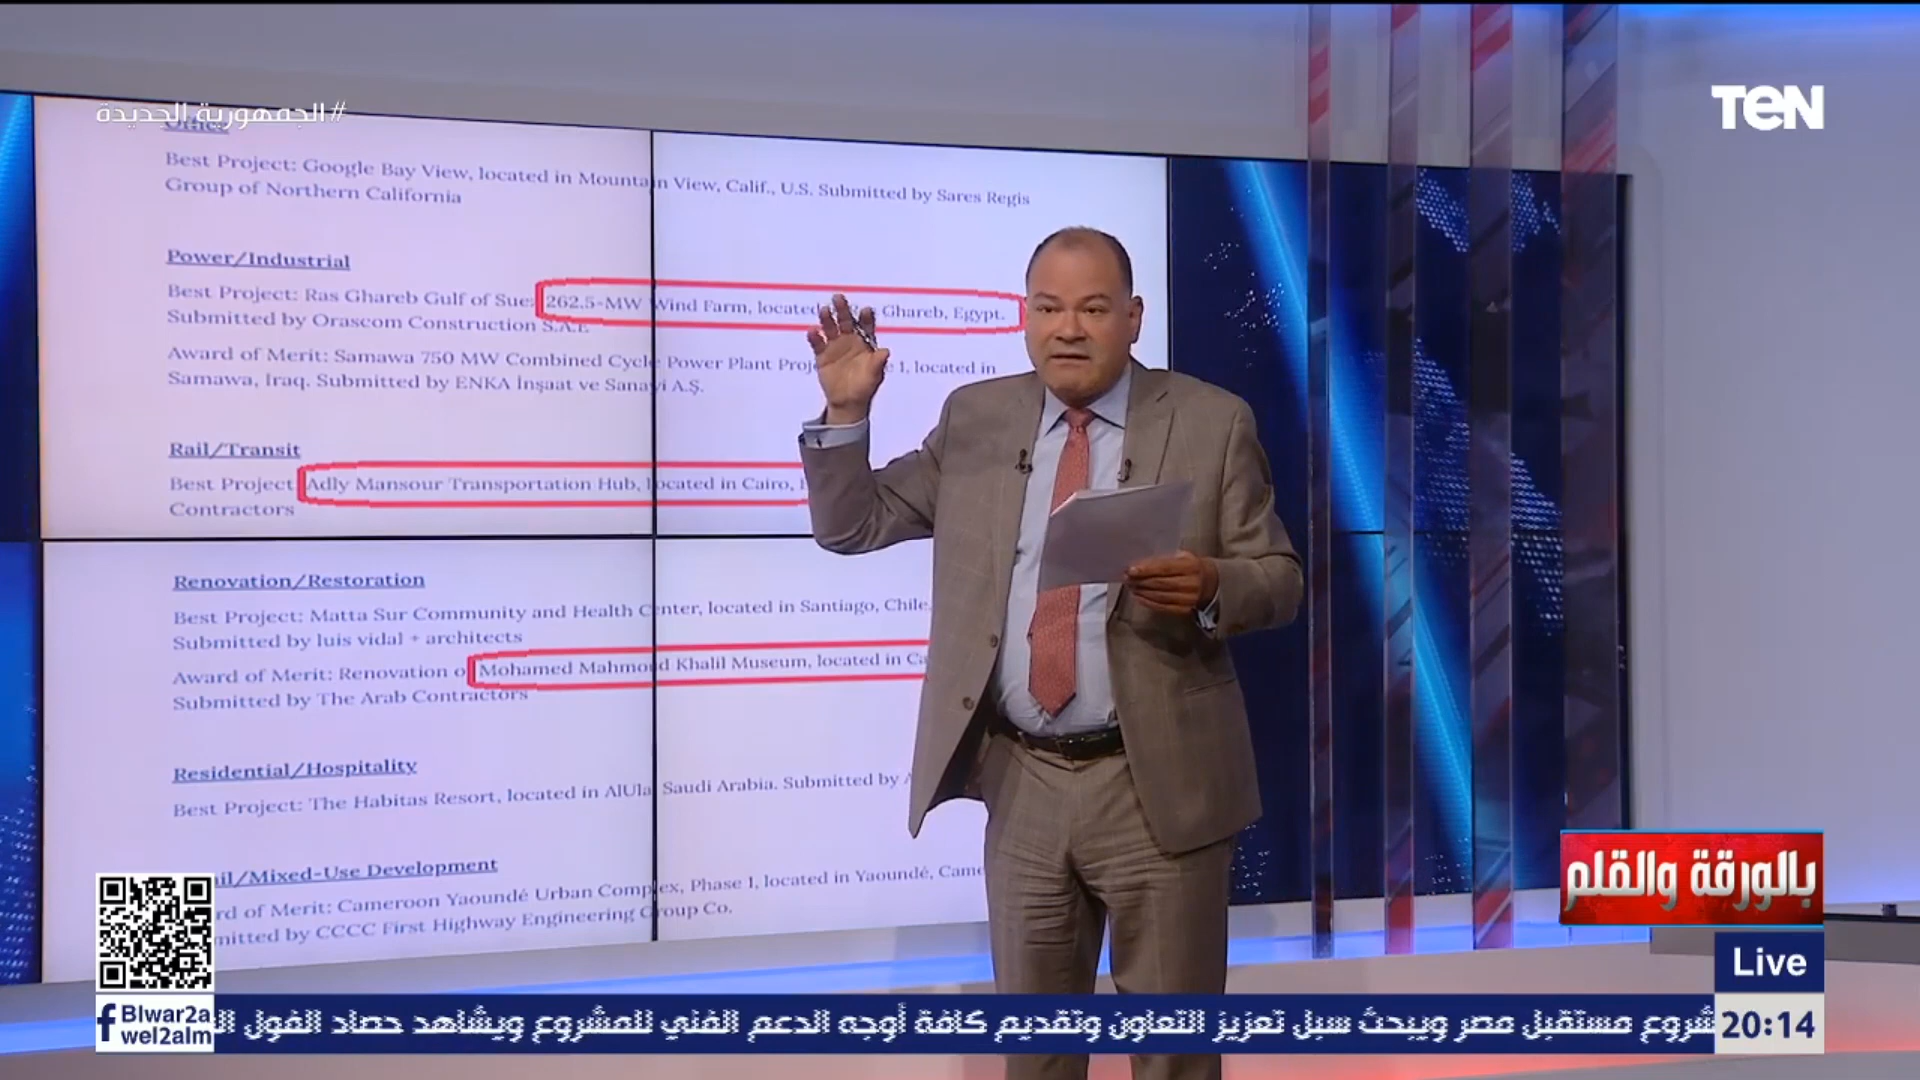 #الجمهورية الجديدة
TEN
Office
Best Project: Google Bay View, located in Mountain View, Calif., U.S. Submitted by Sares Regis
Group of Northern California
Power/Industrial
Best Project: Ras Ghareb Gulf of Suez 262.5-MW Wind Farm, located Ghareb, Egypt.
Submitted by Orascom Construction S.A.E
Award of Merit: Samawa 750 MW Combined Cycle Power Plant 1, located in
Samawa, Iraq. Submitted by ENKA İnşaat ve Sanayi A.Ş.
Rail/Transit
Best Project Adly Mansour Transportation Hub, located in Cairo,
Contractors
Renovation/Restoration
Best Project: Matta Sur Community and Health Center, located in Santiago, Chile.
Submitted by luis vidal + architects
Award of Merit: Renovation of Mohamed Mahmoud Khalil Museum, located in
Submitted by The Arab Contractors
Residential/Hospitality
Best Project: The Habitas Resort, located in AlUla, Saudi Arabia. Submitted by
/Mixed-Use Development
of Merit: Cameroon Yaoundé Urban Complex, Phase 1, located in Yaoundé,
by CCCC First Highway Engineering Group Co.
بالورقة والقلم
Live
f Blwar2a
wel2alm
مستقبل مصر ويبحث سبل تعزيز التعاون وتقديم كافة أوجه الدعم الفني للمشروع ويشاهد حصاد الفول
20:14